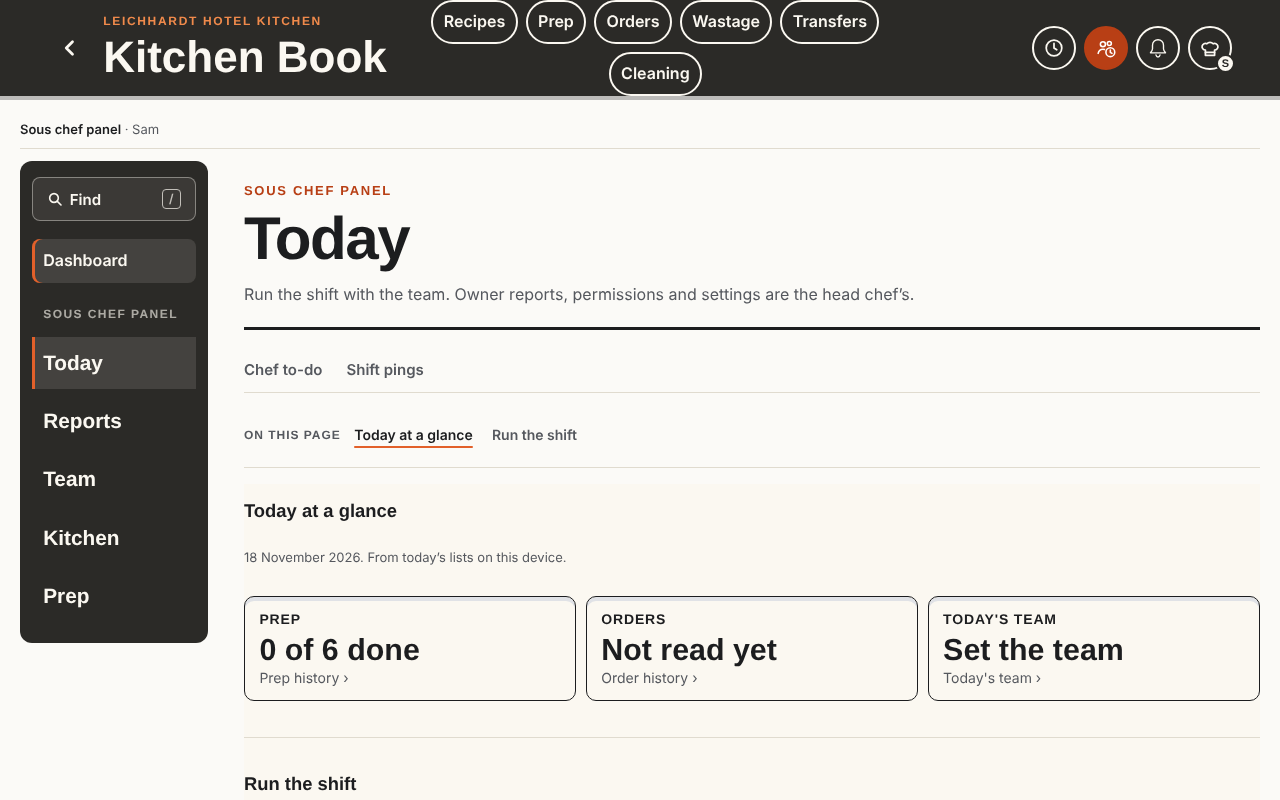 LEICHHARDT HOTEL KITCHEN
Kitchen Book
Recipes Prep Orders Wastage Transfers
Cleaning
S
Sous chef panel · Sam
Find /
Dashboard
SOUS CHEF PANEL
Today
Reports
Team
Kitchen
Prep
SOUS CHEF PANEL
Today
Run the shift with the team. Owner reports, permissions and settings are the head chef’s.
Chef to-do Shift pings
ON THIS PAGE Today at a glance Run the shift
Today at a glance
18 November 2026. From today’s lists on this device.
PREP
0 of 6 done
Prep history ›
ORDERS
Not read yet
Order history ›
TODAY'S TEAM
Set the team
Today's team ›
Run the shift